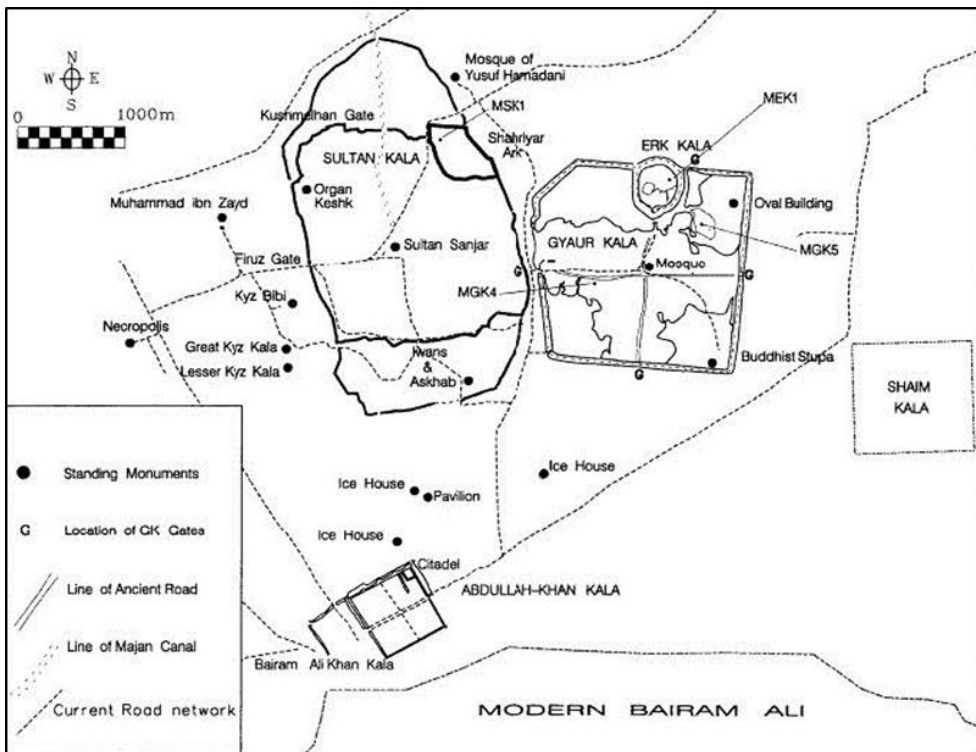 N
W E
S
0 1000m
Mosque of
Yusuf Hamadani
MSK1
MEK1
Kushmeihan Gate
Shahriyar
Ark
ERK KALA
G
SULTAN KALA
Organ
Keshk
Oval Building
Muhammad ibn Zayd
Sultan Sanjar
GYAUR KALA
MGK5
Firuz Gate
Mosque
G
G
MGK4
Kyz Bibi
Necropolis
Great Kyz Kala
Iwans
&
Askhab
Lesser Kyz Kala
Buddhist Stupa
G
SHAIM
KALA
Standing Monuments
Ice House
Ice House
Pavilion
G Location of GK Gates
Ice House
Citadel
Line of Ancient Road
ABDULLAH-KHAN KALA
Line of Majan Canal
Bairam Ali Khan Kala
Current Road network
MODERN BAIRAM ALI